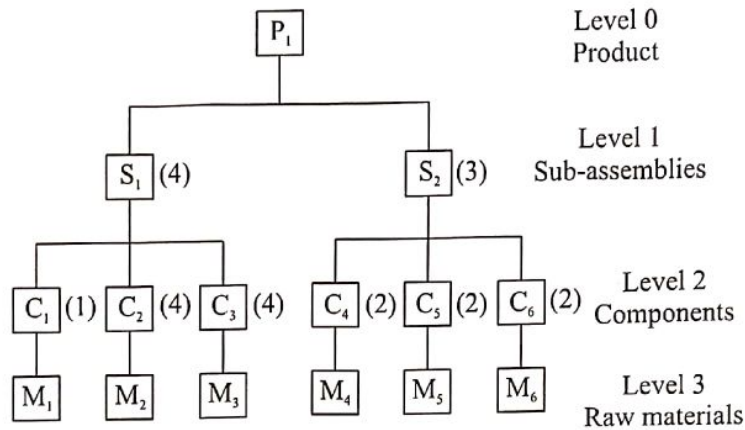 P₁
Level 0
Product
Level 1
S₁ (4) S₂ (3) Sub-assemblies
C₁ (1) C₂ (4) C₃ (4) C₄ (2) C₅ (2) C₆ (2) Level 2
Components
M₁ M₂ M₃ M₄ M₅ M₆ Level 3
Raw materials